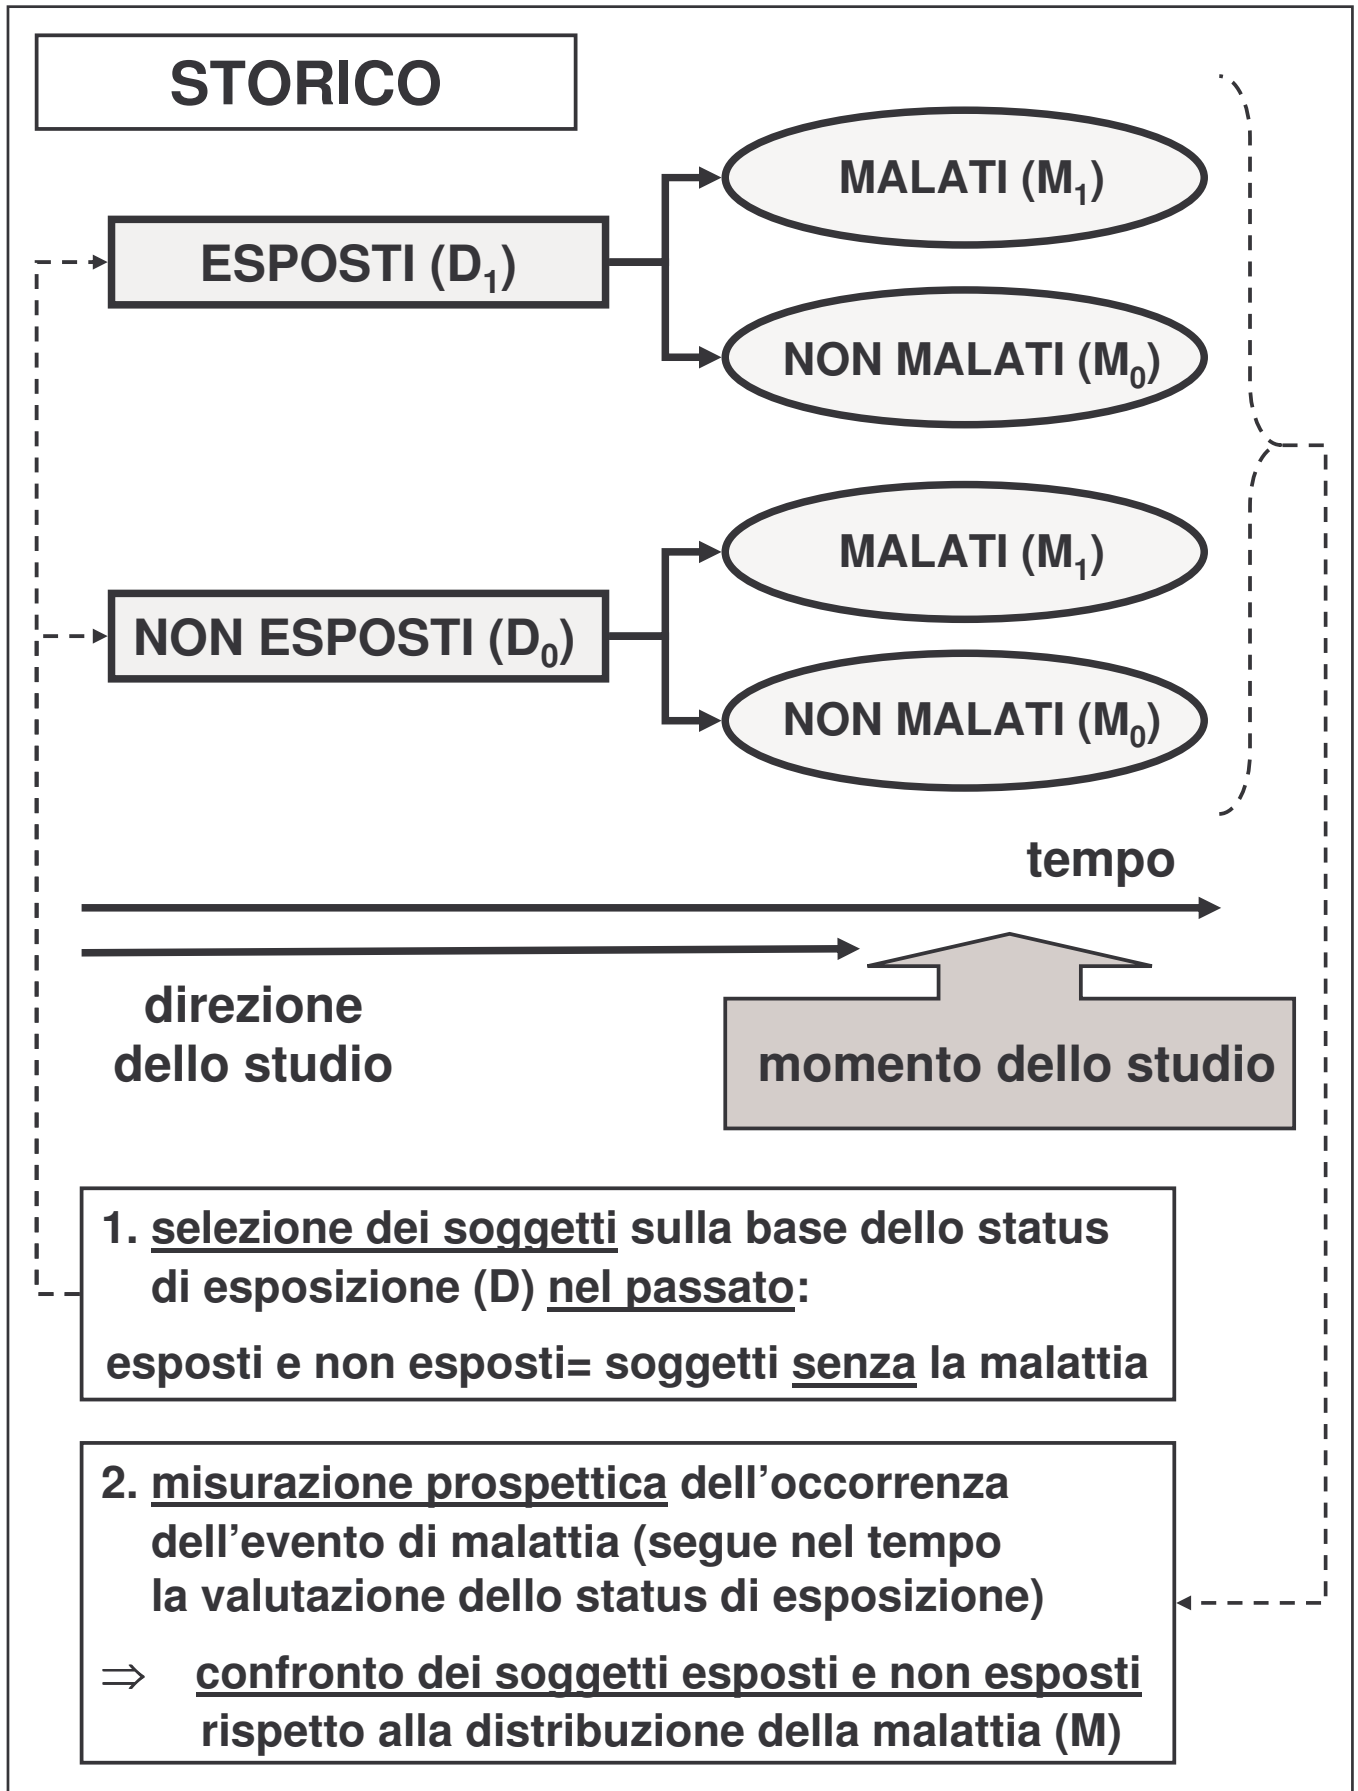 STORICO
MALATI (M₁)
ESPOSTI (D₁)
NON MALATI (M₀)
MALATI (M₁)
NON ESPOSTI (D₀)
NON MALATI (M₀)
tempo
direzione
dello studio
momento dello studio
1. selezione dei soggetti sulla base dello status
di esposizione (D) nel passato:
esposti e non esposti= soggetti senza la malattia
2. misurazione prospettica dell’occorrenza
dell’evento di malattia (segue nel tempo
la valutazione dello status di esposizione)
⇒ confronto dei soggetti esposti e non esposti
rispetto alla distribuzione della malattia (M)